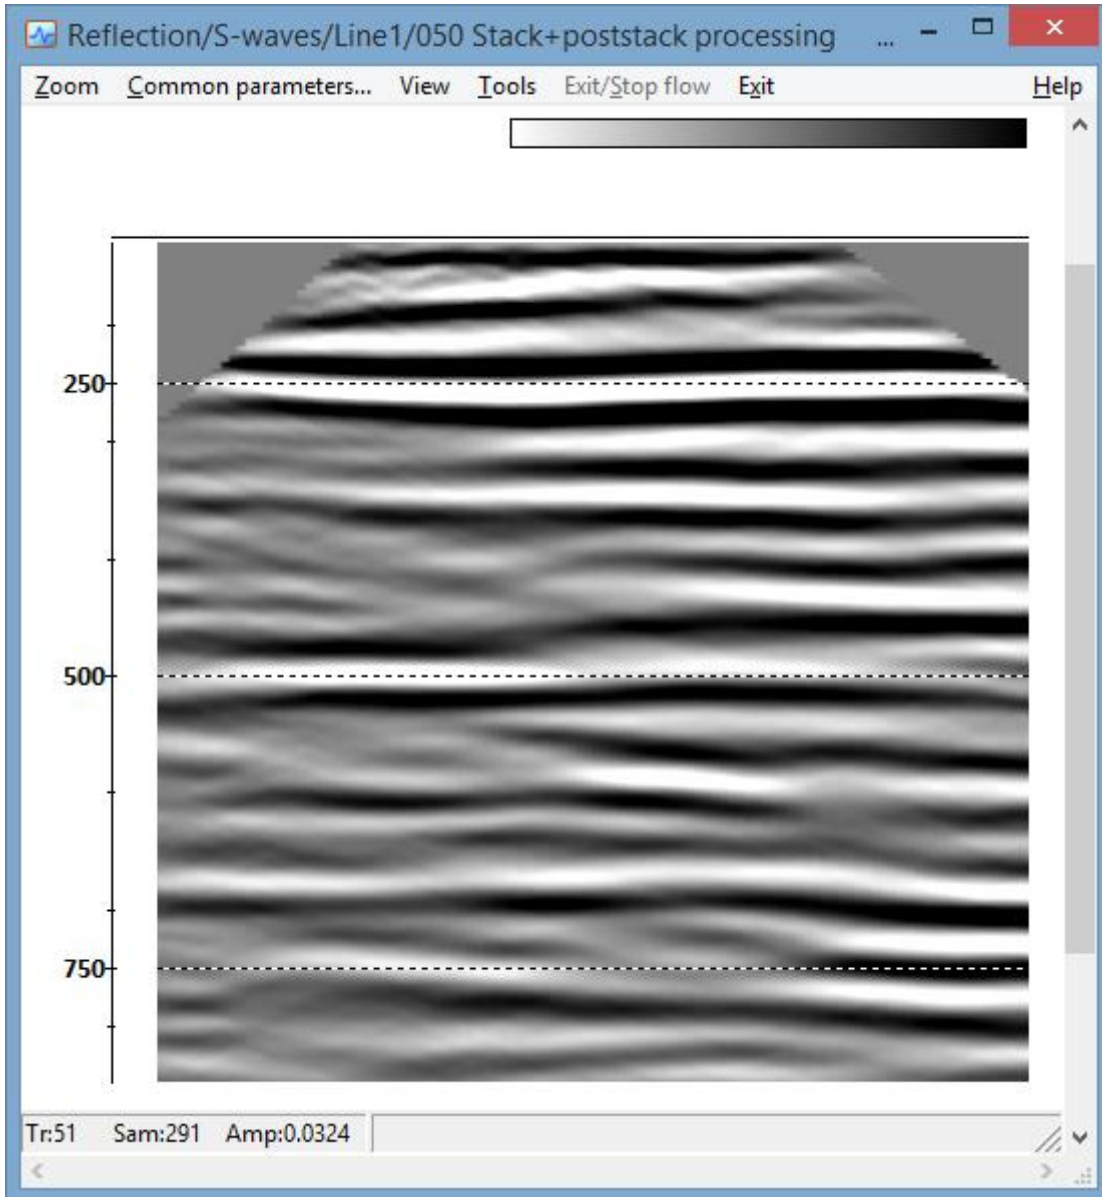 Reflection/S-waves/Line1/050 Stack+poststack processing ...
Zoom Common parameters... View Tools Exit/Stop flow Exit Help
250
500
750
Tr:51 Sam:291 Amp:0.0324